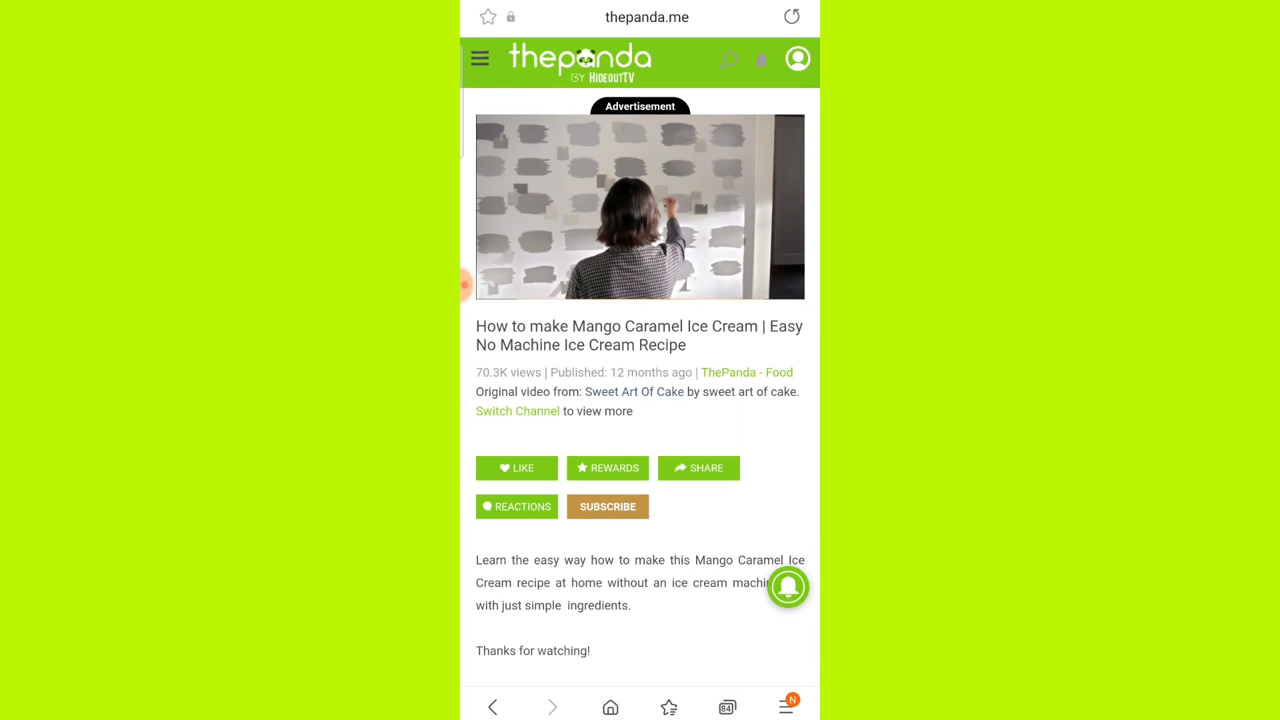 thepanda.me
thepanda
BY HIDEOUTTV
Advertisement
How to make Mango Caramel Ice Cream | Easy
No Machine Ice Cream Recipe
70.3K views | Published: 12 months ago | ThePanda - Food
Original video from: Sweet Art Of Cake by sweet art of cake.
Switch Channel to view more
LIKE
REWARDS
SHARE
REACTIONS
SUBSCRIBE
Learn the easy way how to make this Mango Caramel Ice
Cream recipe at home without an ice cream
with just simple ingredients.
Thanks for watching!
84
N